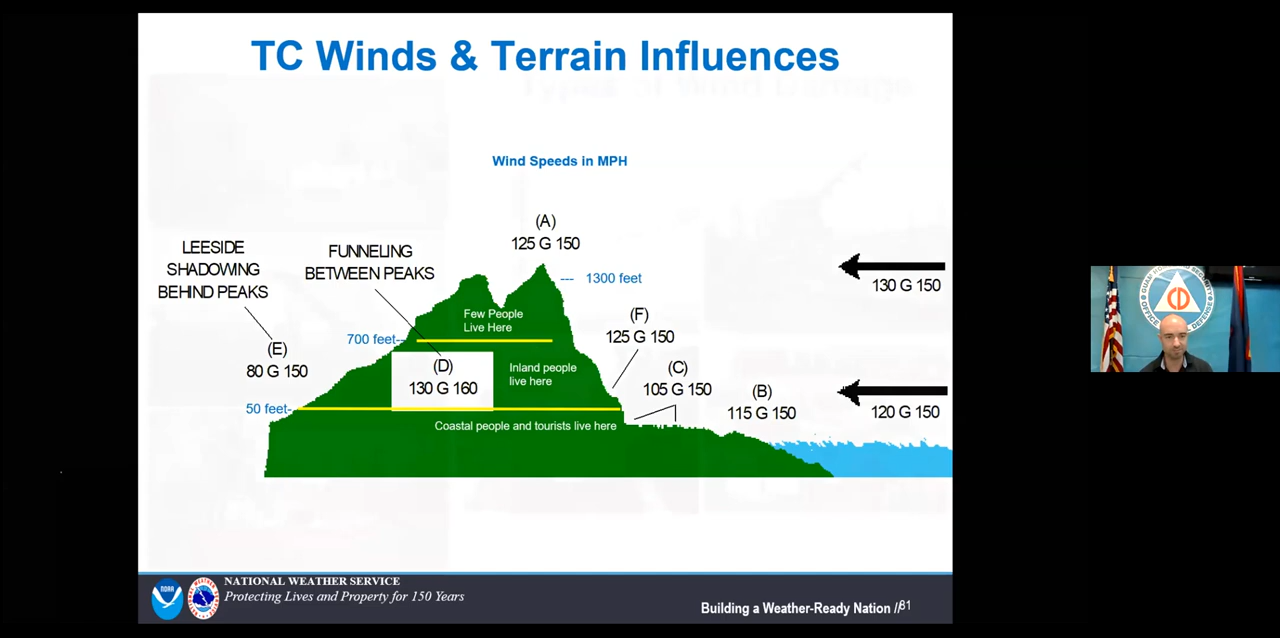 TC Winds & Terrain Influences
Wind Speeds in MPH
(A)
125 G 150
LEESIDE
SHADOWING
BEHIND PEAKS
FUNNELING
BETWEEN PEAKS
--- 1300 feet
130 G 150
Few People
Live Here
(F)
125 G 150
700 feet--
(E)
80 G 150
(D)
130 G 160
Inland people
live here
(C)
105 G 150
(B)
115 G 150
120 G 150
50 feet-
Coastal people and tourists live here
NOAA
NATIONAL WEATHER SERVICE
Protecting Lives and Property for 150 Years
Building a Weather-Ready Nation // 81